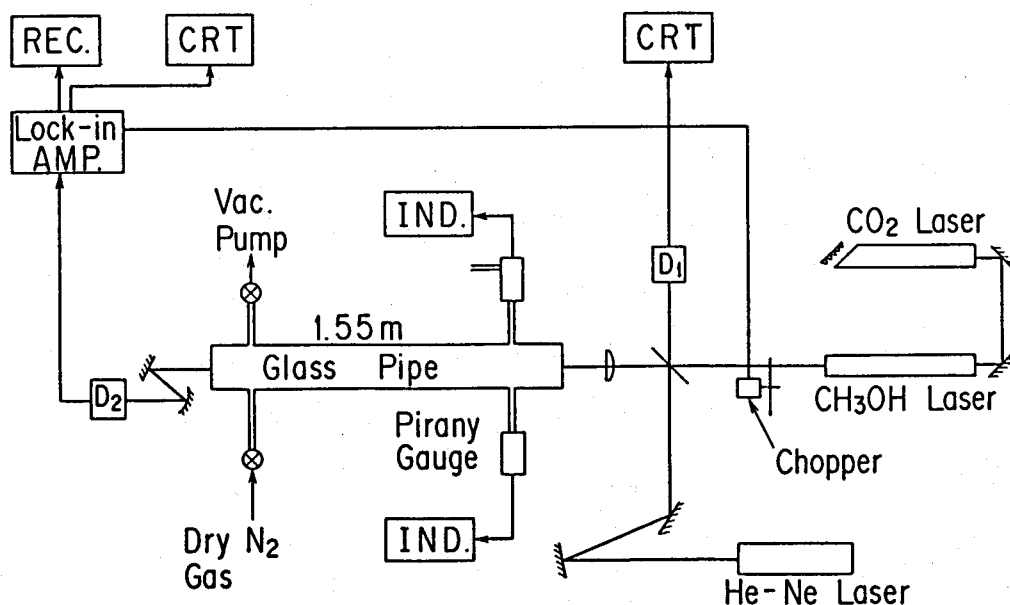 REC.
CRT
CRT
Lock-in
AMP.
Vac.
Pump
IND.
CO2 Laser
D1
1.55m
Glass Pipe
D2
CH3OH Laser
Pirany
Gauge
Chopper
Dry N2
Gas
IND.
He-Ne Laser